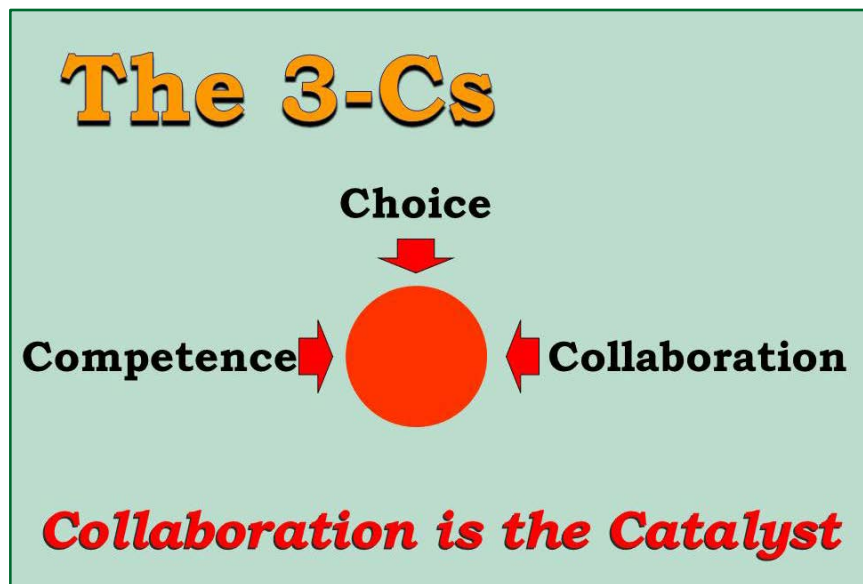 The 3-Cs
Choice
Competence
Collaboration
Collaboration is the Catalyst